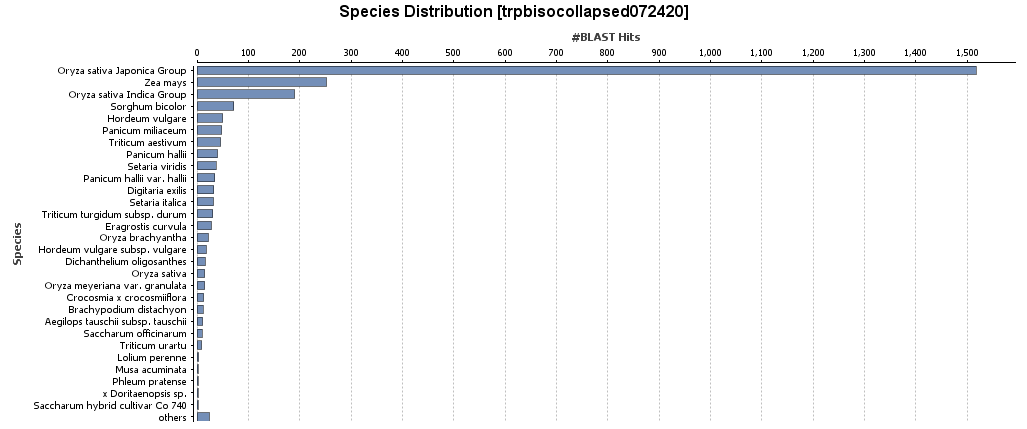 Species Distribution [trpbisocollapsed072420]
#BLAST Hits
0 100 200 300 400 500 600 700 800 900 1,000 1,100 1,200 1,300 1,400 1,500
Species
Oryza sativa Japonica Group
Zea mays
Oryza sativa Indica Group
Sorghum bicolor
Hordeum vulgare
Panicum miliaceum
Triticum aestivum
Panicum hallii
Setaria viridis
Panicum hallii var. hallii
Digitaria exilis
Setaria italica
Triticum turgidum subsp. durum
Eragrostis curvula
Oryza brachyantha
Hordeum vulgare subsp. vulgare
Dichanthelium oligosanthes
Oryza sativa
Oryza meyeriana var. granulata
Crocosmia x crocosmiiflora
Brachypodium distachyon
Aegilops tauschii subsp. tauschii
Saccharum officinarum
Triticum urartu
Lolium perenne
Musa acuminata
Phleum pratense
x Doritaenopsis sp.
Saccharum hybrid cultivar Co 740
others